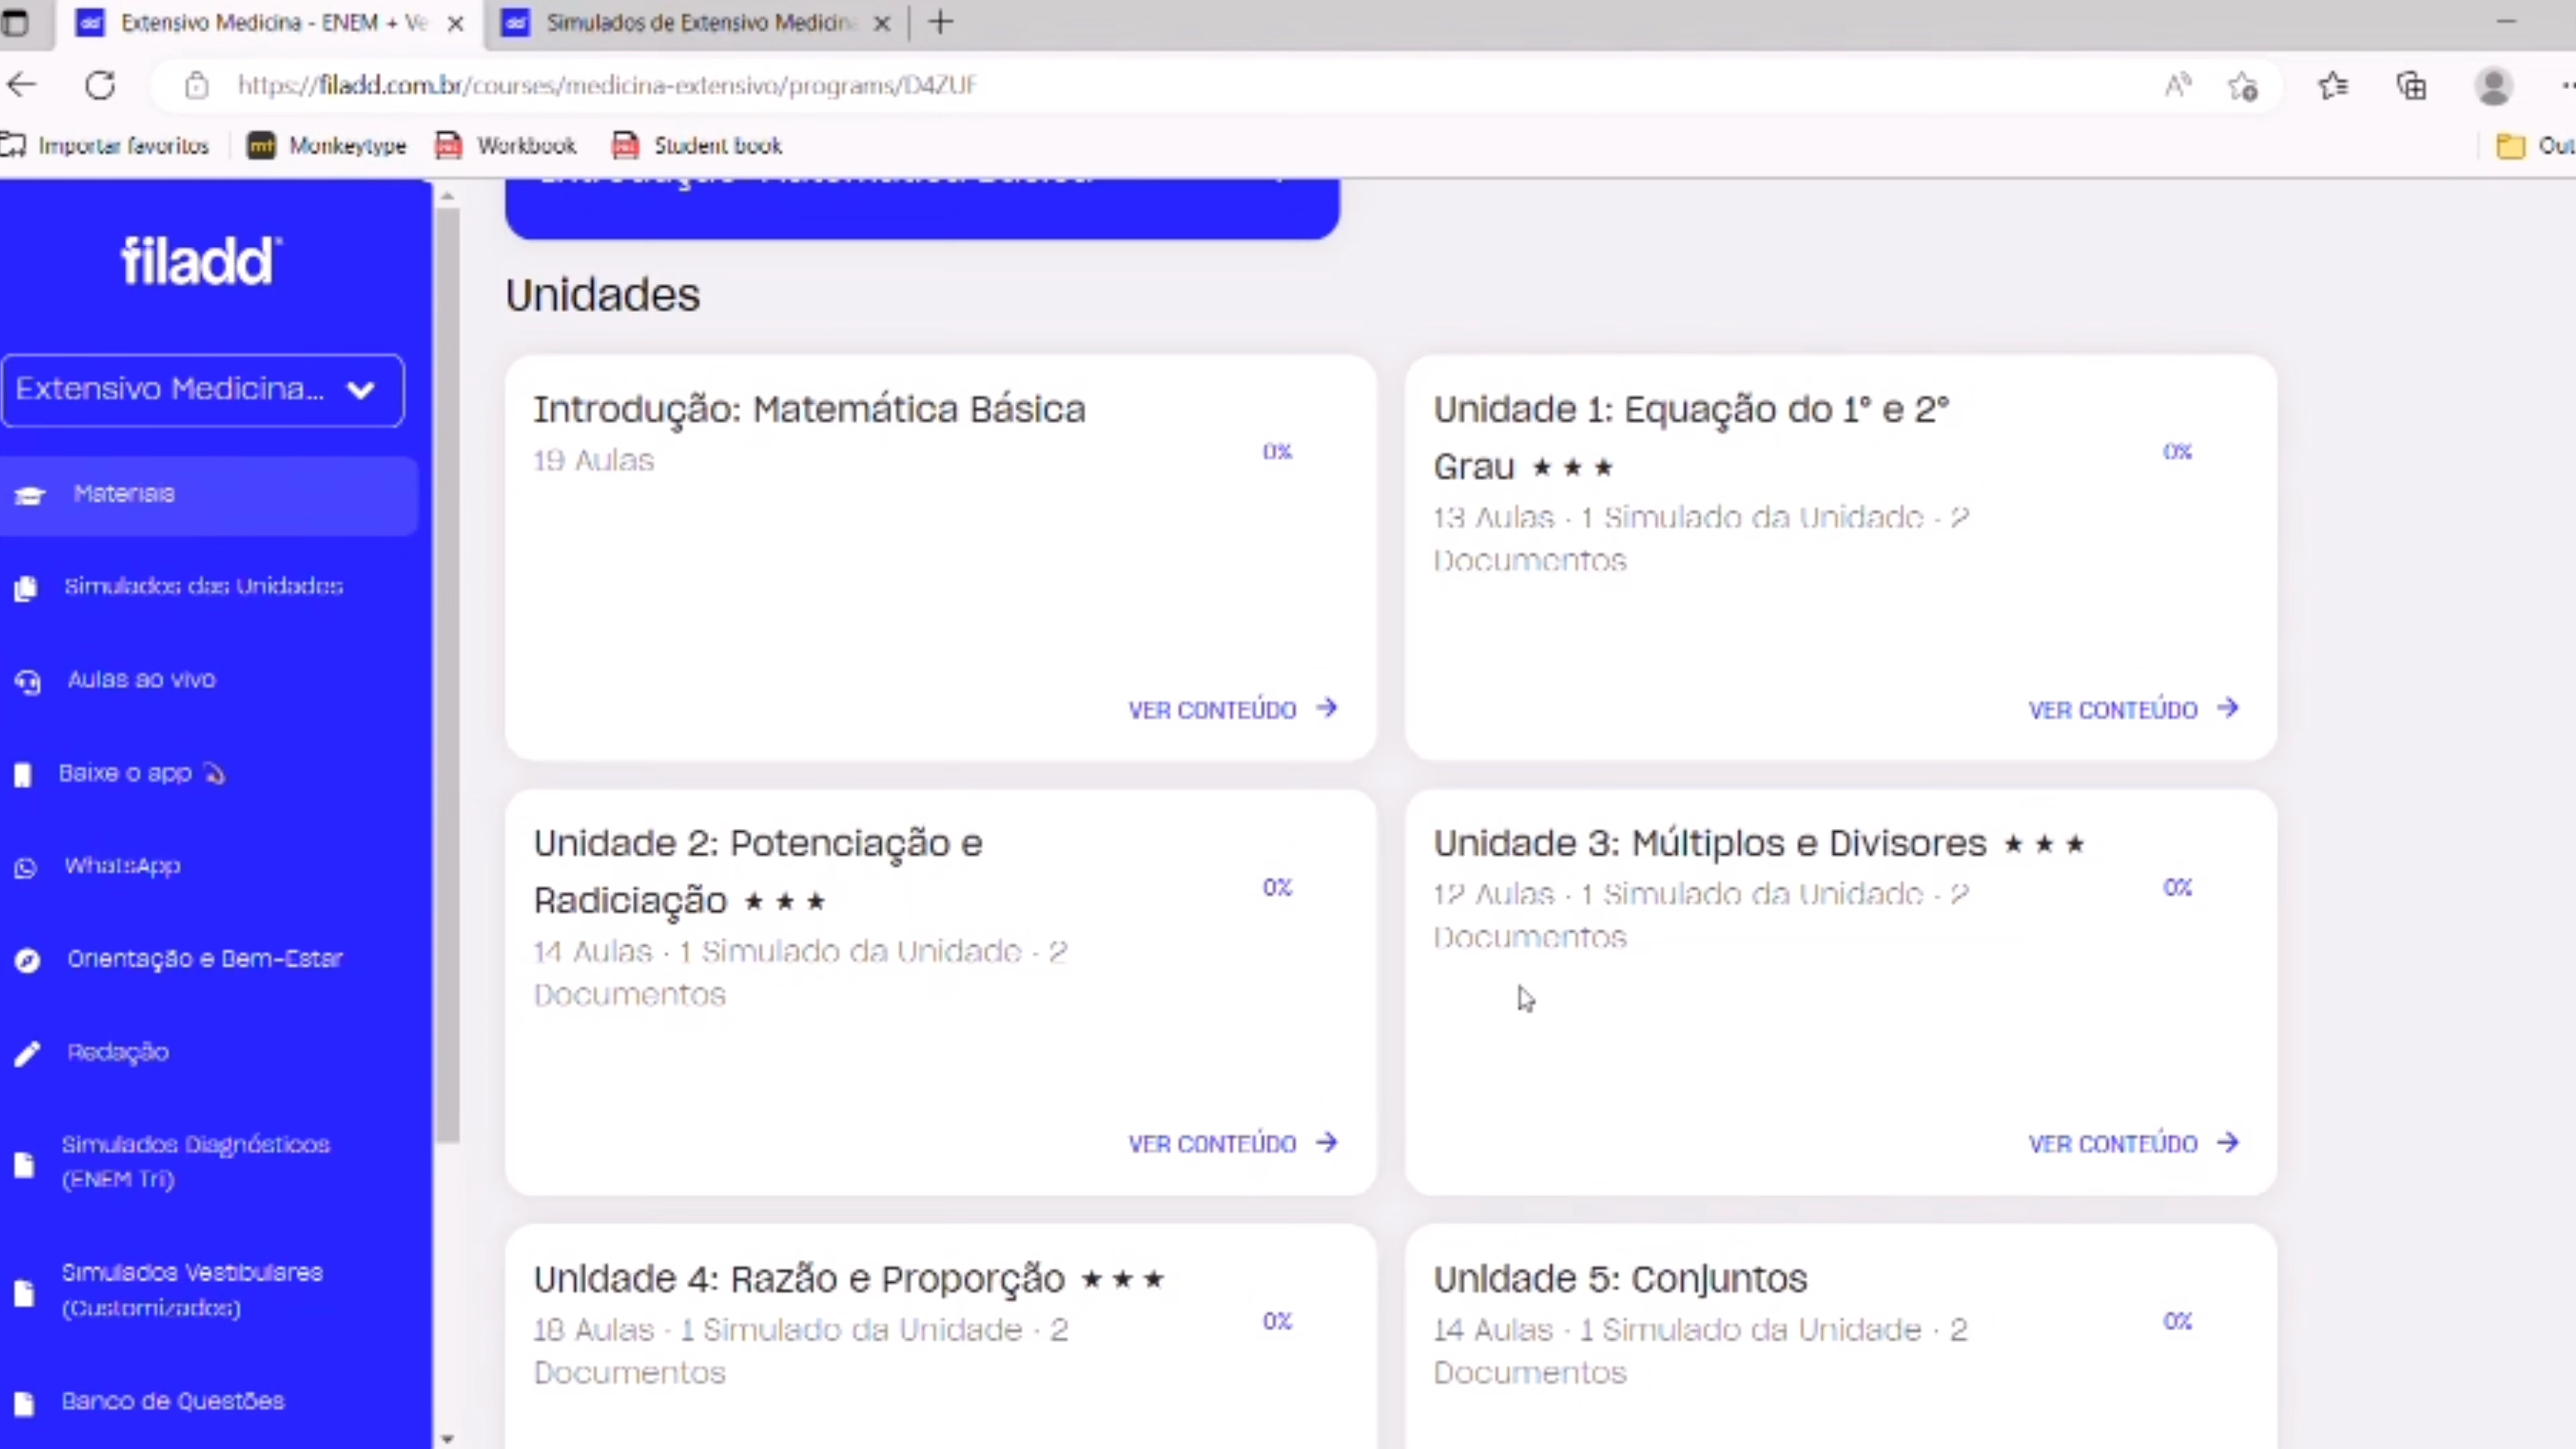 Extensivo Medicina - ENEM + Ve
Simulados de Extensivo Medicina
https://filadd.com.br/courses/medicina-extensivo/programs/D4ZUF
Importar favoritos
mt Monkeytype
Workbook
Student book
Out
filadd
Extensivo Medicina...
Materiais
Simulados das Unidades
Aulas ao vivo
Baixe o app
WhatsApp
Orientação e Bem-Estar
Redação
Simulados Diagnósticos
(ENEM Tri)
Simulados Vestibulares
(Customizados)
Banco de Questões
Unidades
Introdução: Matemática Básica
19 Aulas
0%
VER CONTEÚDO →
Unidade 1: Equação do 1° e 2°
Grau ★ ★ ★
13 Aulas · 1 Simulado da Unidade · 2
Documentos
0%
VER CONTEÚDO →
Unidade 2: Potenciação e
Radiciação ★ ★ ★
14 Aulas · 1 Simulado da Unidade · 2
Documentos
0%
VER CONTEÚDO →
Unidade 3: Múltiplos e Divisores ★ ★ ★
12 Aulas · 1 Simulado da Unidade · 2
Documentos
0%
VER CONTEÚDO →
Unidade 4: Razão e Proporção ★ ★ ★
18 Aulas · 1 Simulado da Unidade · 2
Documentos
0%
Unidade 5: Conjuntos
14 Aulas · 1 Simulado da Unidade · 2
Documentos
0%